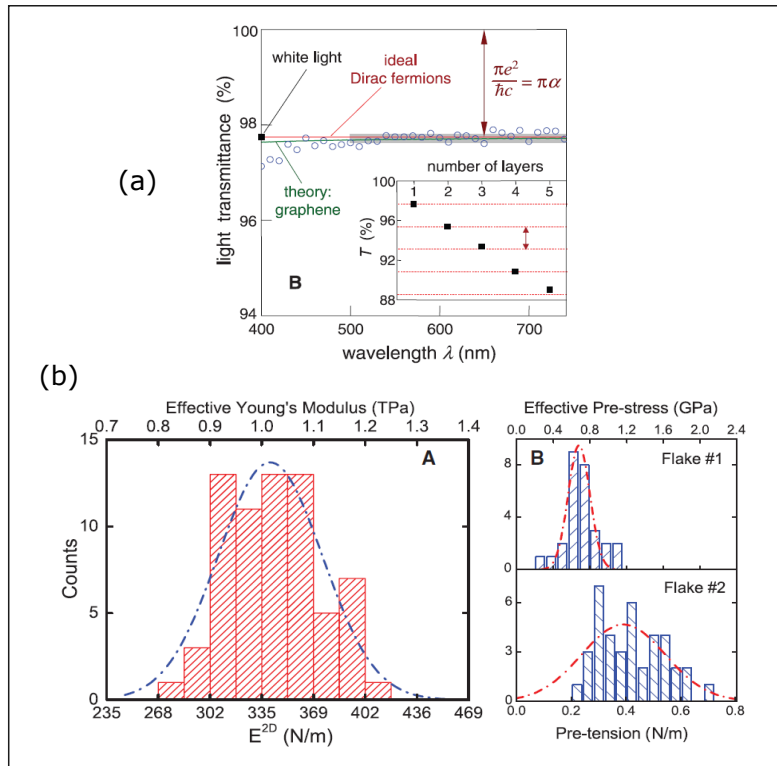 (a)
100
98
96
94
light transmittance (%)
white light
ideal
Dirac fermions
πe²/ħc = πα
theory:
graphene
B
number of layers
1 2 3 4 5
100
96
92
88
T (%)
400 500 600 700
wavelength λ (nm)
(b)
Effective Young's Modulus (TPa)
0.7 0.8 0.9 1.0 1.1 1.2 1.3 1.4
15
10
5
0
Counts
A
235 268 302 335 369 402 436 469
E²ᴰ (N/m)
Effective Pre-stress (GPa)
0.0 0.6 1.2 1.8 2.4
B
Flake #1
8
4
0
Flake #2
6
3
0
0.0 0.2 0.4 0.6 0.8
Pre-tension (N/m)